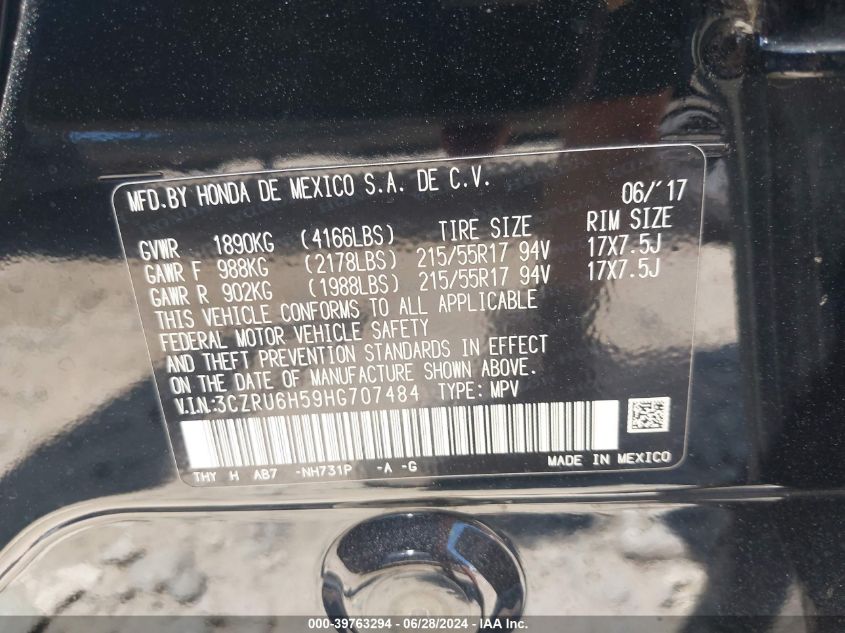 MFD.BY HONDA DE MEXICO S.A. DE C.V. 06/'17
GVWR 1890KG (4166LBS) TIRE SIZE RIM SIZE
GAWR F 988KG (2178LBS) 215/55R17 94V 17X7.5J
GAWR R 902KG (1988LBS) 215/55R17 94V 17X7.5J
THIS VEHICLE CONFORMS TO ALL APPLICABLE
FEDERAL MOTOR VEHICLE SAFETY
AND THEFT PREVENTION STANDARDS IN EFFECT
ON THE DATE OF MANUFACTURE SHOWN ABOVE.
V.I.N.:3CZRU6H59HG707484 TYPE: MPV
THY H AB7 -NH731P -A -G MADE IN MEXICO
000-39763294 - 06/28/2024 - IAA Inc.